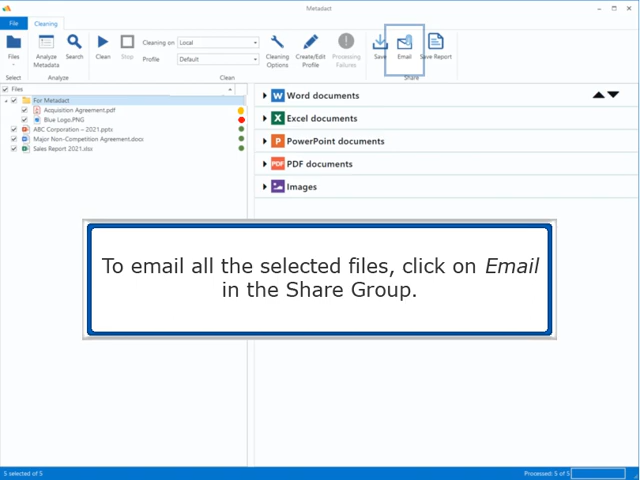 Metadact
File
Cleaning
Files
Select
Analyze
Metadata
Search
Analyze
Clean
Stop
Cleaning on
Local
Profile
Default
Cleaning
Options
Create/Edit
Profile
Processing
Failures
Clean
Save
Email
Save Report
Share
Files
For Metadact
Acquisition Agreement.pdf
Blue Logo.PNG
ABC Corporation – 2021.pptx
Major Non-Competition Agreement.docx
Sales Report 2021.xlsx
Word documents
Excel documents
PowerPoint documents
PDF documents
Images
To email all the selected files, click on Email
in the Share Group.
5 selected of 5
Processed: 5 of 5